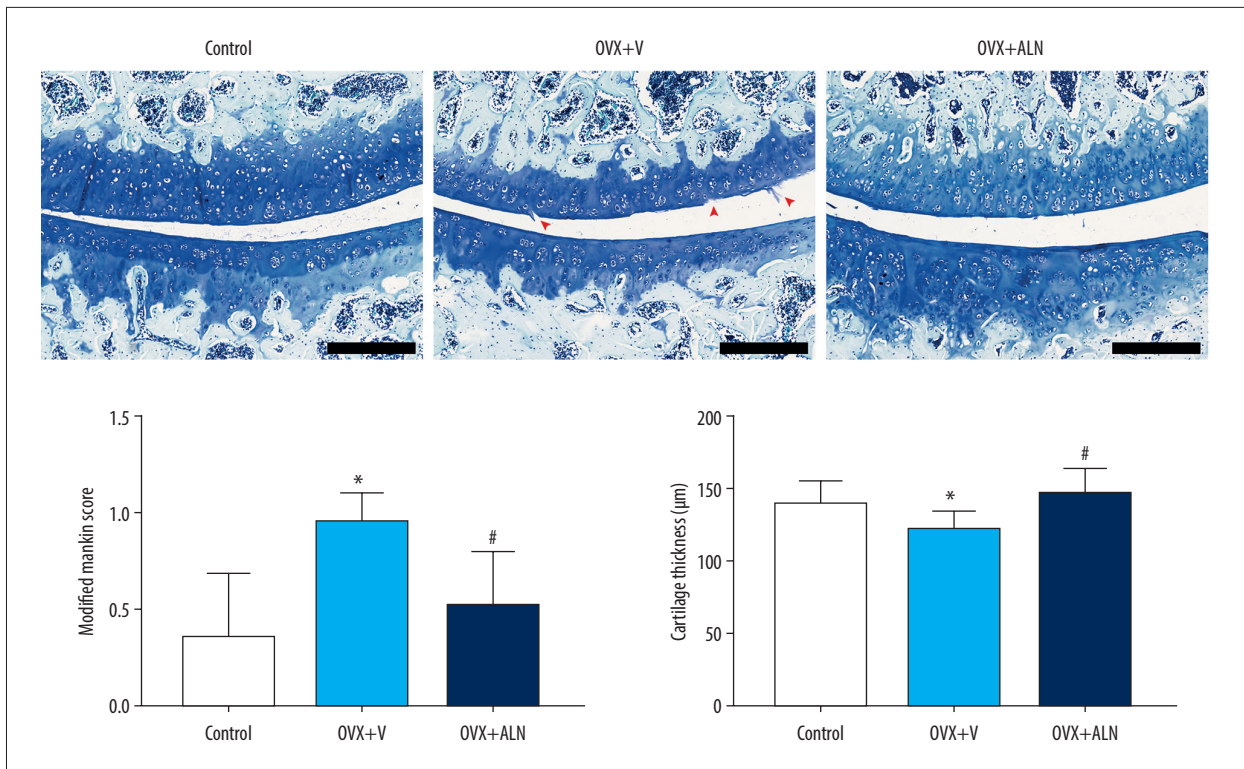 Control
OVX+V
OVX+ALN
Modified mankin score
1.5
1.0
0.5
0.0
*
#
Control
OVX+V
OVX+ALN
Cartilage thickness (µm)
200
150
100
50
0
*
#
Control
OVX+V
OVX+ALN